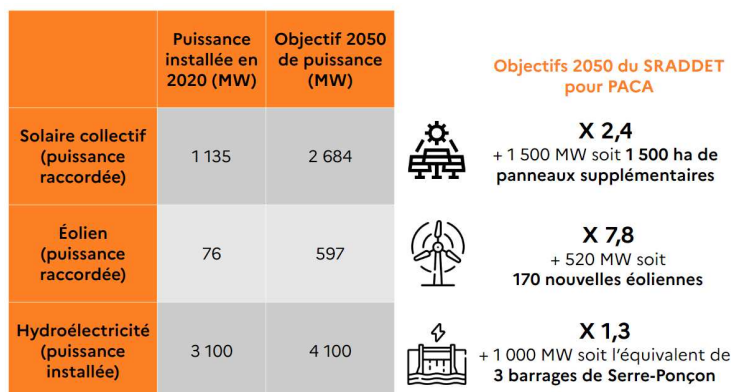 Puissance
installée en
2020 (MW)
Objectif 2050
de puissance
(MW)
Objectifs 2050 du SRADDET
pour PACA
Solaire collectif
(puissance
raccordée)
1 135
2 684
X 2,4
+ 1 500 MW soit 1 500 ha de
panneaux supplémentaires
Éolien
(puissance
raccordée)
76
597
X 7,8
+ 520 MW soit
170 nouvelles éoliennes
Hydroélectricité
(puissance
installée)
3 100
4 100
X 1,3
+ 1 000 MW soit l'équivalent de
3 barrages de Serre-Ponçon